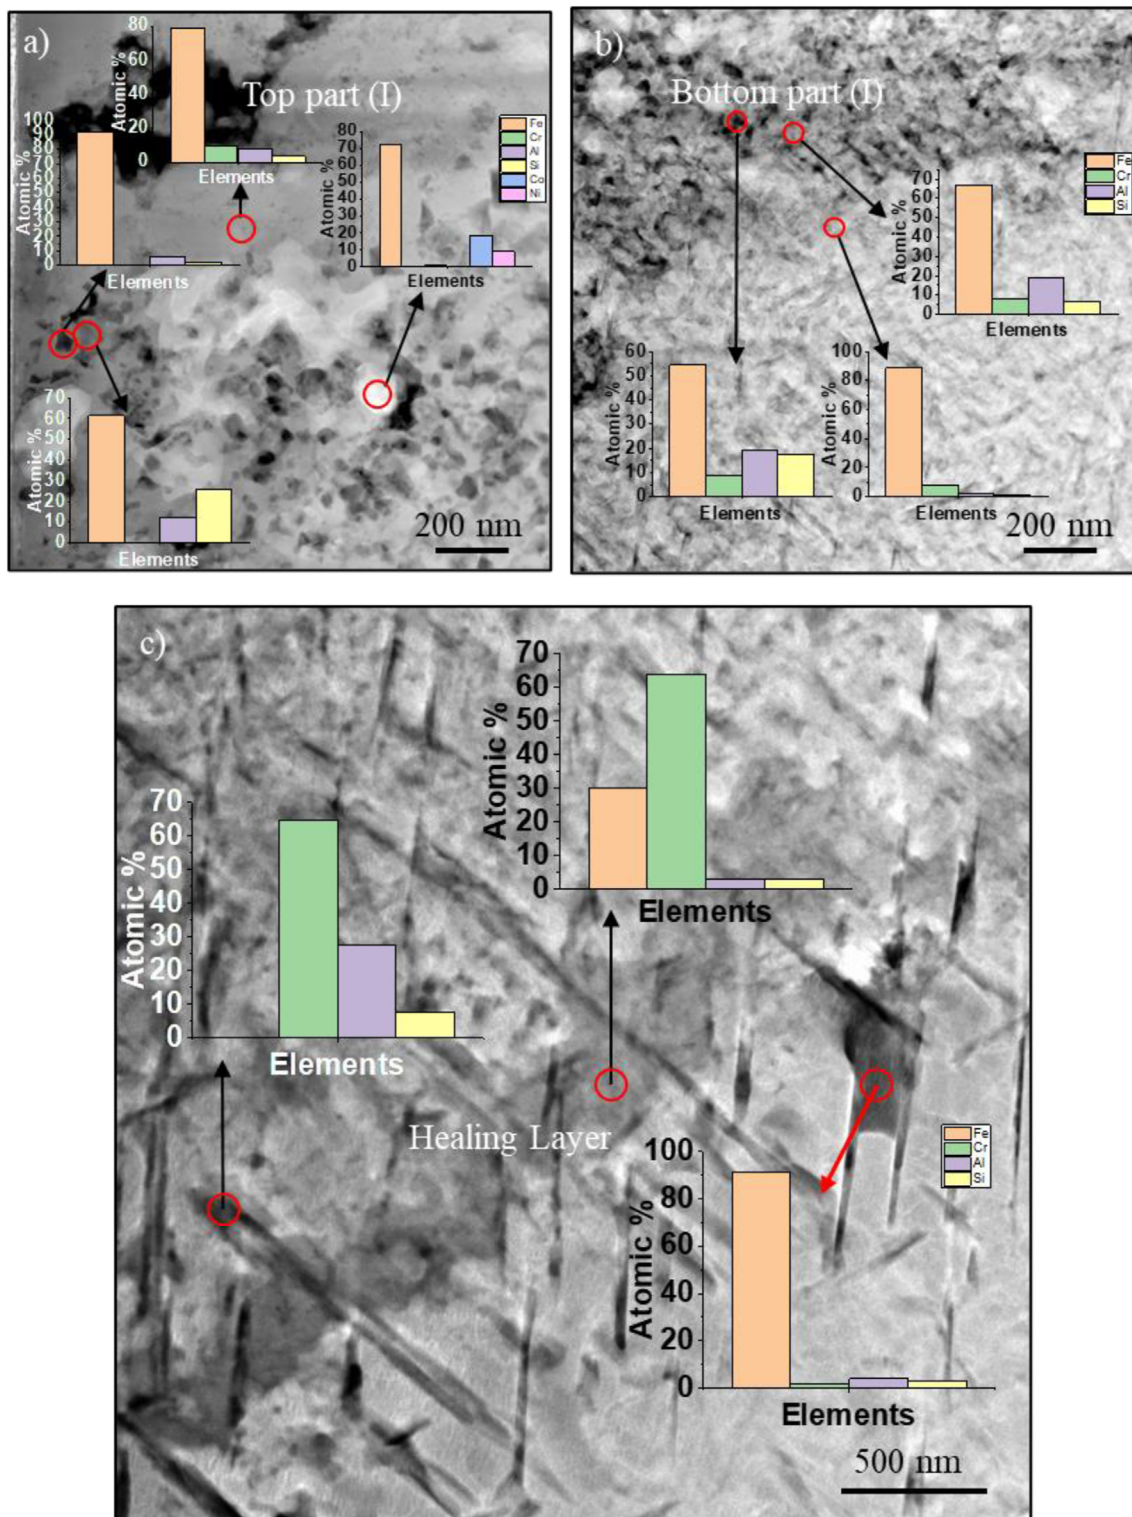 a)
Top part (I)
80
60
40
20
0
Atomic %
Elements
100
90
80
70
60
50
40
30
20
10
0
Atomic %
Elements
80
70
60
50
40
30
20
10
0
Atomic %
Elements
Fe
Cr
Al
Si
Co
Ni
70
60
50
40
30
20
10
0
Atomic %
Elements
200 nm
b)
Bottom part (I)
Fe
Cr
Al
Si
70
60
50
40
30
20
10
0
Atomic %
Elements
60
50
40
30
20
10
0
Atomic %
Elements
100
80
60
40
20
0
Atomic %
Elements
200 nm
c)
70
60
50
40
30
20
10
0
Atomic %
Elements
70
60
50
40
30
20
10
0
Atomic %
Elements
Healing Layer
Fe
Cr
Al
Si
100
80
60
40
20
0
Atomic %
Elements
500 nm